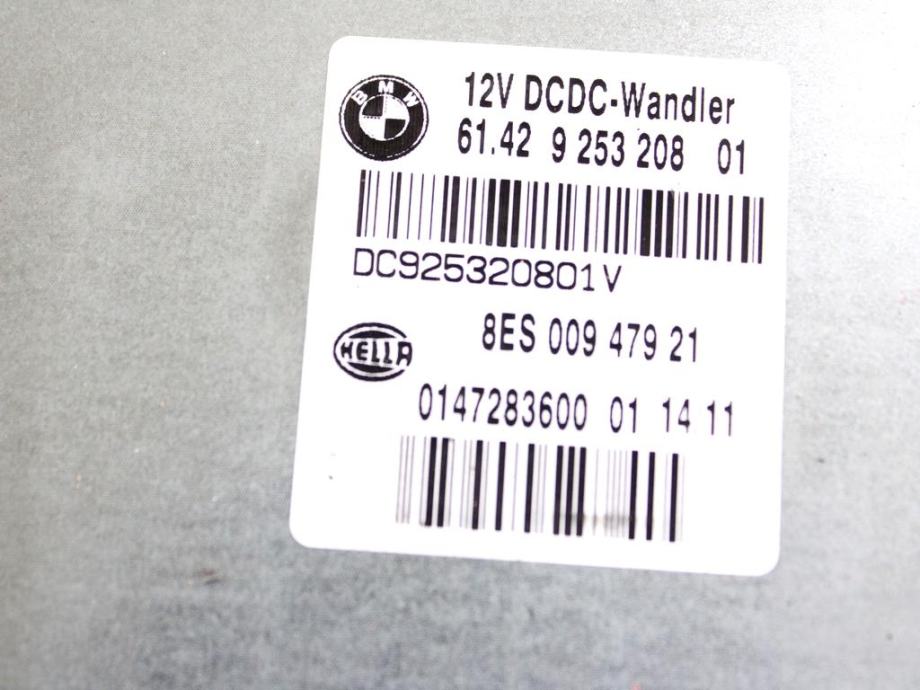 BMW
12V DCDC-Wandler
61.42 9 253 208 01
DC925320801V
8ES 009 479 21
HELLA
0147283600 01 14 11